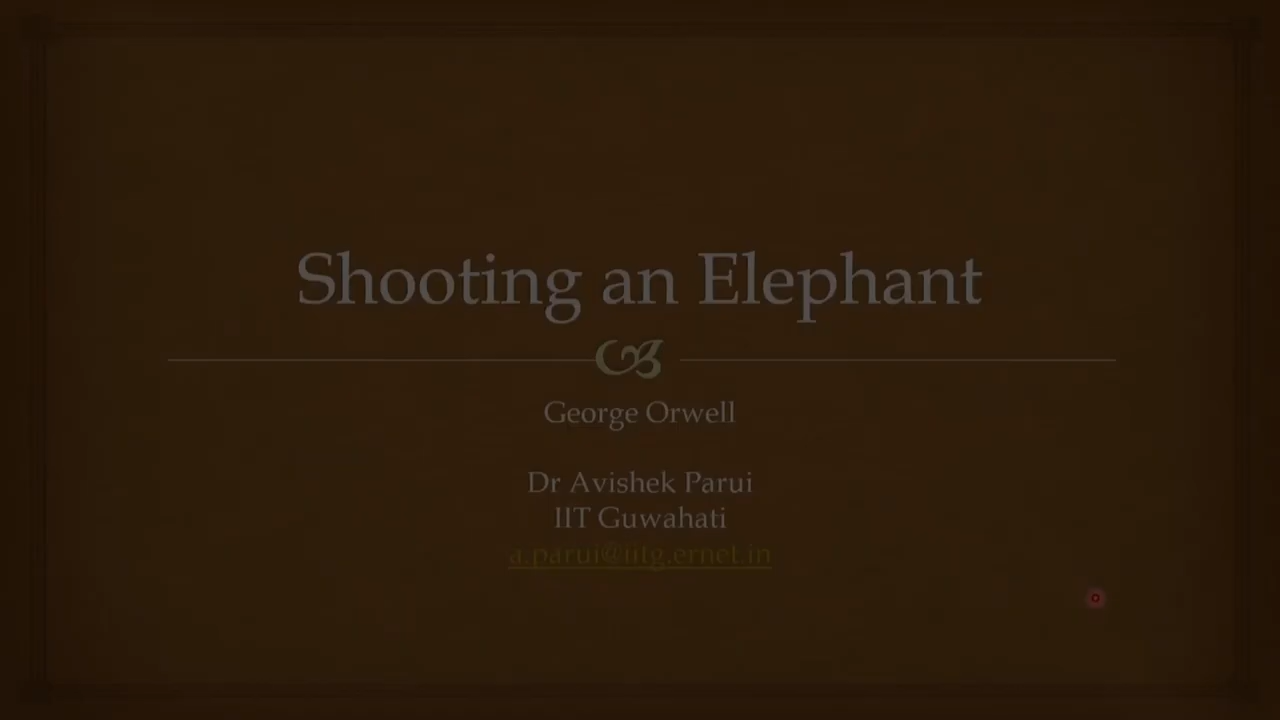 Shooting an Elephant
George Orwell
Dr Avishek Parui
IIT Guwahati
a.parui@iitg.ernet.in